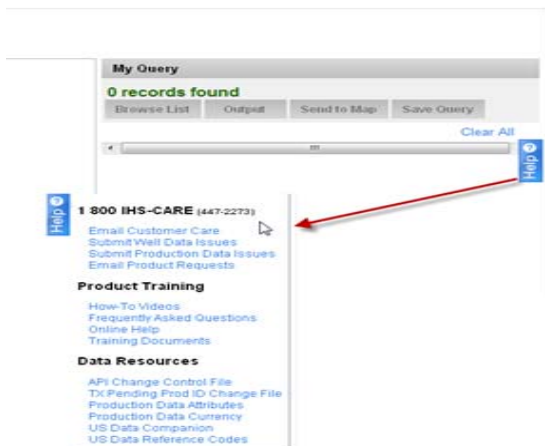 My Query
0 records found
Browse List Output Send to Map Save Query
Clear All
Help ?
Help ?
1 800 IHS-CARE (447-2273)
Email Customer Care
Submit Well Data Issues
Submit Production Data Issues
Email Product Requests
Product Training
How-To Videos
Frequently Asked Questions
Online Help
Training Documents
Data Resources
API Change Control File
TX Pending Prod ID Change File
Production Data Attributes
Production Data Currency
US Data Companion
US Data Reference Codes